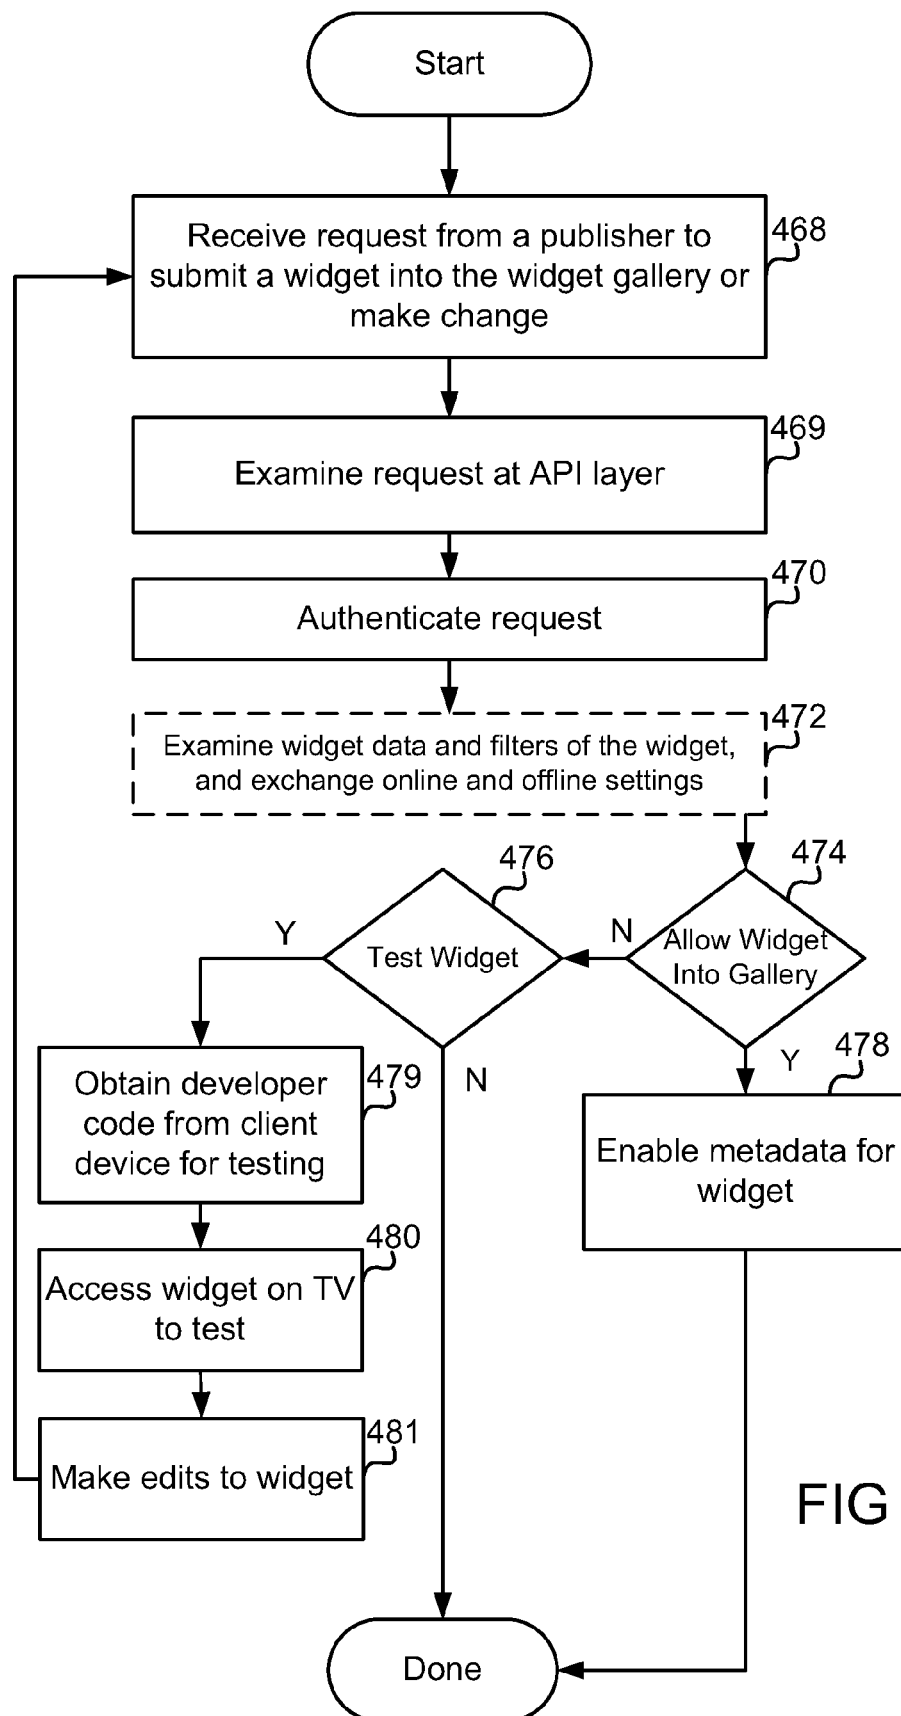 Start
468
Receive request from a publisher to
submit a widget into the widget gallery or
make change
469
Examine request at API layer
470
Authenticate request
472
Examine widget data and filters of the widget,
and exchange online and offline settings
474
Allow Widget
Into Gallery
N
Y
476
Test Widget
Y
N
478
Enable metadata for
widget
479
Obtain developer
code from client
device for testing
480
Access widget on TV
to test
481
Make edits to widget
FIG
Done